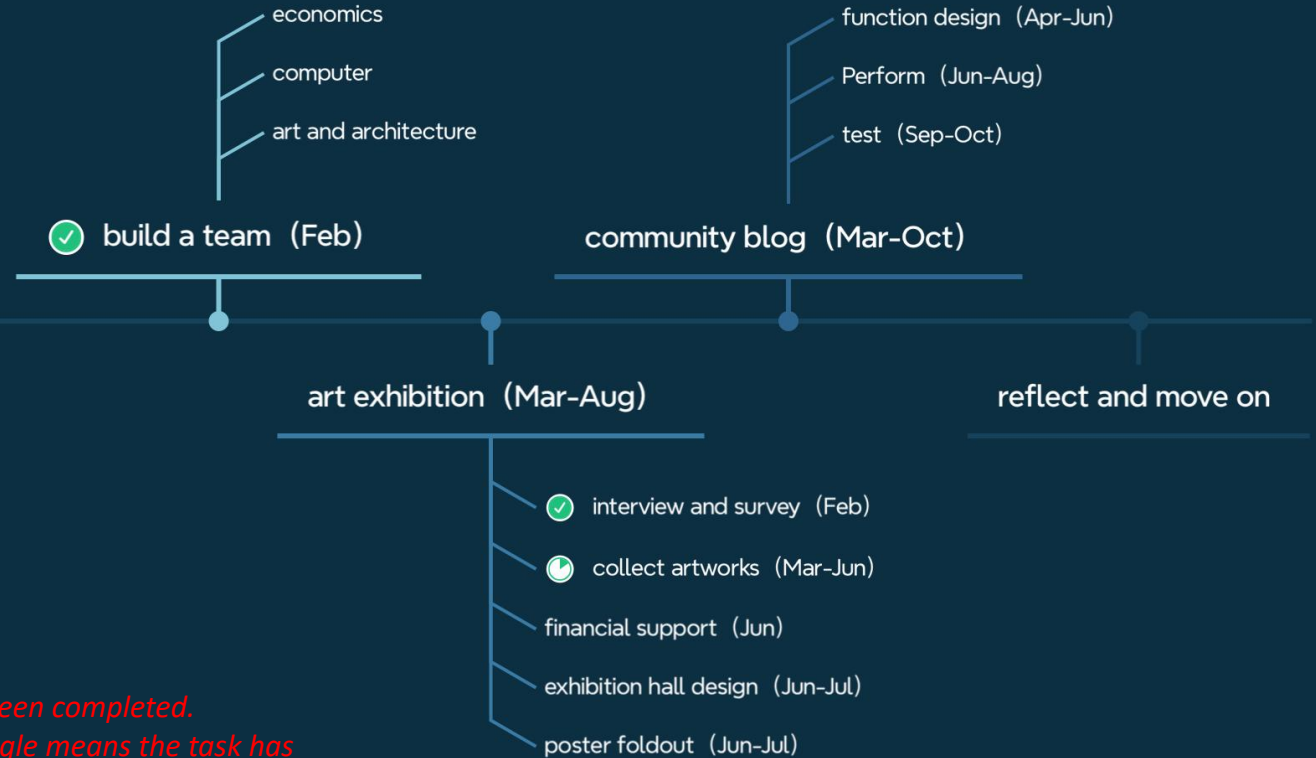 economics
computer
art and architecture
build a team (Feb)
function design (Apr-Jun)
Perform (Jun-Aug)
test (Sep-Oct)
community blog (Mar-Oct)
art exhibition (Mar-Aug)
interview and survey (Feb)
collect artworks (Mar-Jun)
financial support (Jun)
exhibition hall design (Jun-Jul)
poster foldout (Jun-Jul)
reflect and move on
completed.
means the task has